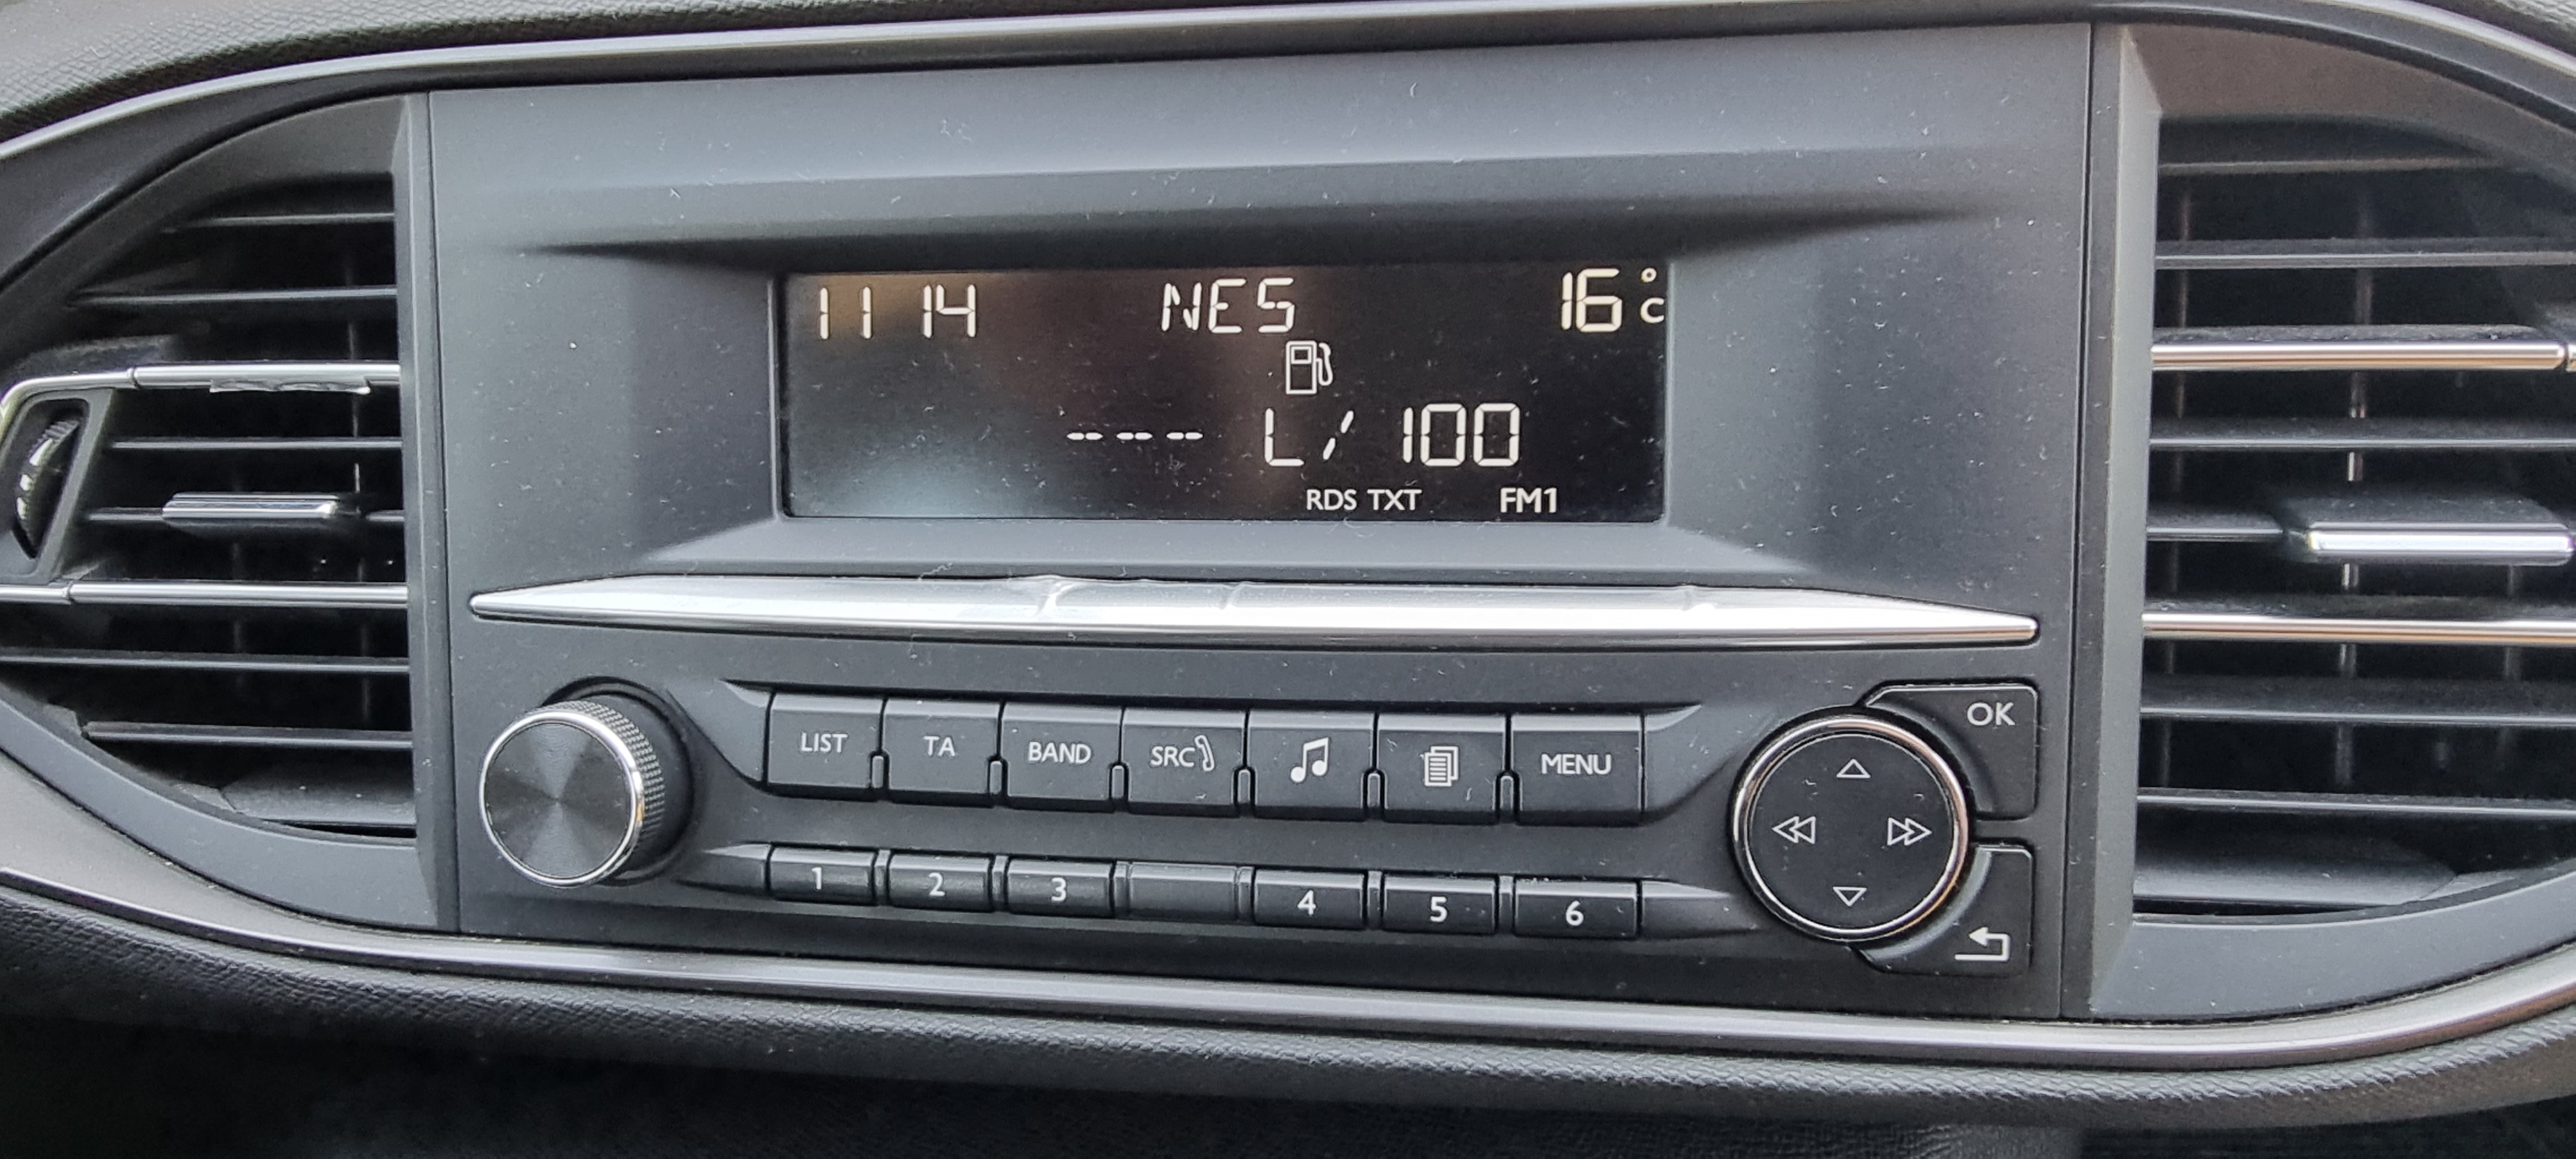 11 14 NES 16 °C
--- L/100
RDS TXT FM1
LIST TA BAND SRC MENU
OK
1 2 3 4 5 6